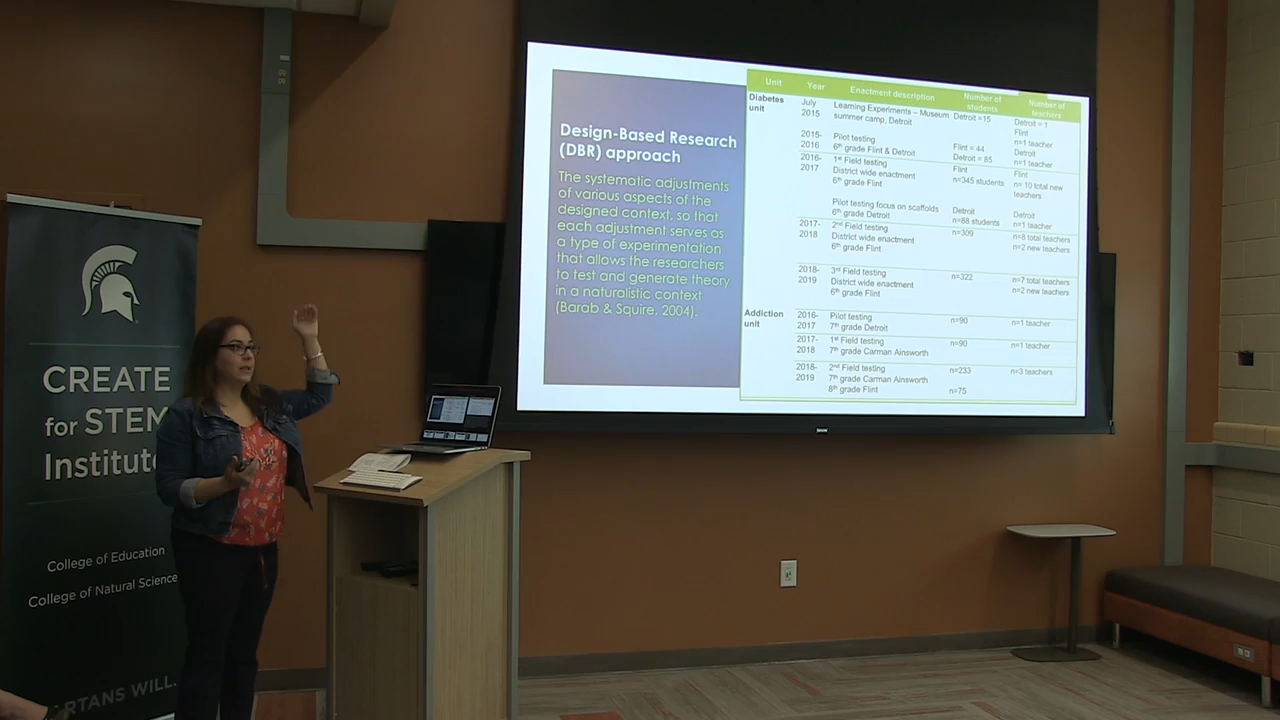 CREATE
for STEM
Institute
College of Education
College of Natural Science
ARTANS WILL.
Design-Based Research
(DBR) approach
The systematic adjustments
of various aspects of the
designed context, so that
each adjustment serves as
a type of experimentation
that allows the researchers
to test and generate theory
in a naturalistic context
(Barab & Squire, 2004).
Unit Year Enactment description Number of students Number of teachers
Diabetes unit July 2015 Learning Experiments – Museum summer camp, Detroit Detroit =15 Detroit = 1
2015-2016 Pilot testing 6th grade Flint & Detroit Flint = 44 Detroit = 85 Flint n=1 teacher Detroit n=1 teacher
2016-2017 1st Field testing District wide enactment 6th grade Flint Flint n=345 students Flint n= 10 total new teachers
Pilot testing focus on scaffolds 6th grade Detroit Detroit n=88 students Detroit n=1 teacher
2017-2018 2nd Field testing District wide enactment 6th grade Flint n=309 n=8 total teachers n=2 new teachers
2018-2019 3rd Field testing District wide enactment 6th grade Flint n=322 n=7 total teachers n=2 new teachers
Addiction unit 2016-2017 Pilot testing 7th grade Detroit n=90 n=1 teacher
2017-2018 1st Field testing 7th grade Carman Ainsworth n=90 n=1 teacher
2018-2019 2nd Field testing 7th grade Carman Ainsworth n=233 n=3 teachers
8th grade Flint n=75